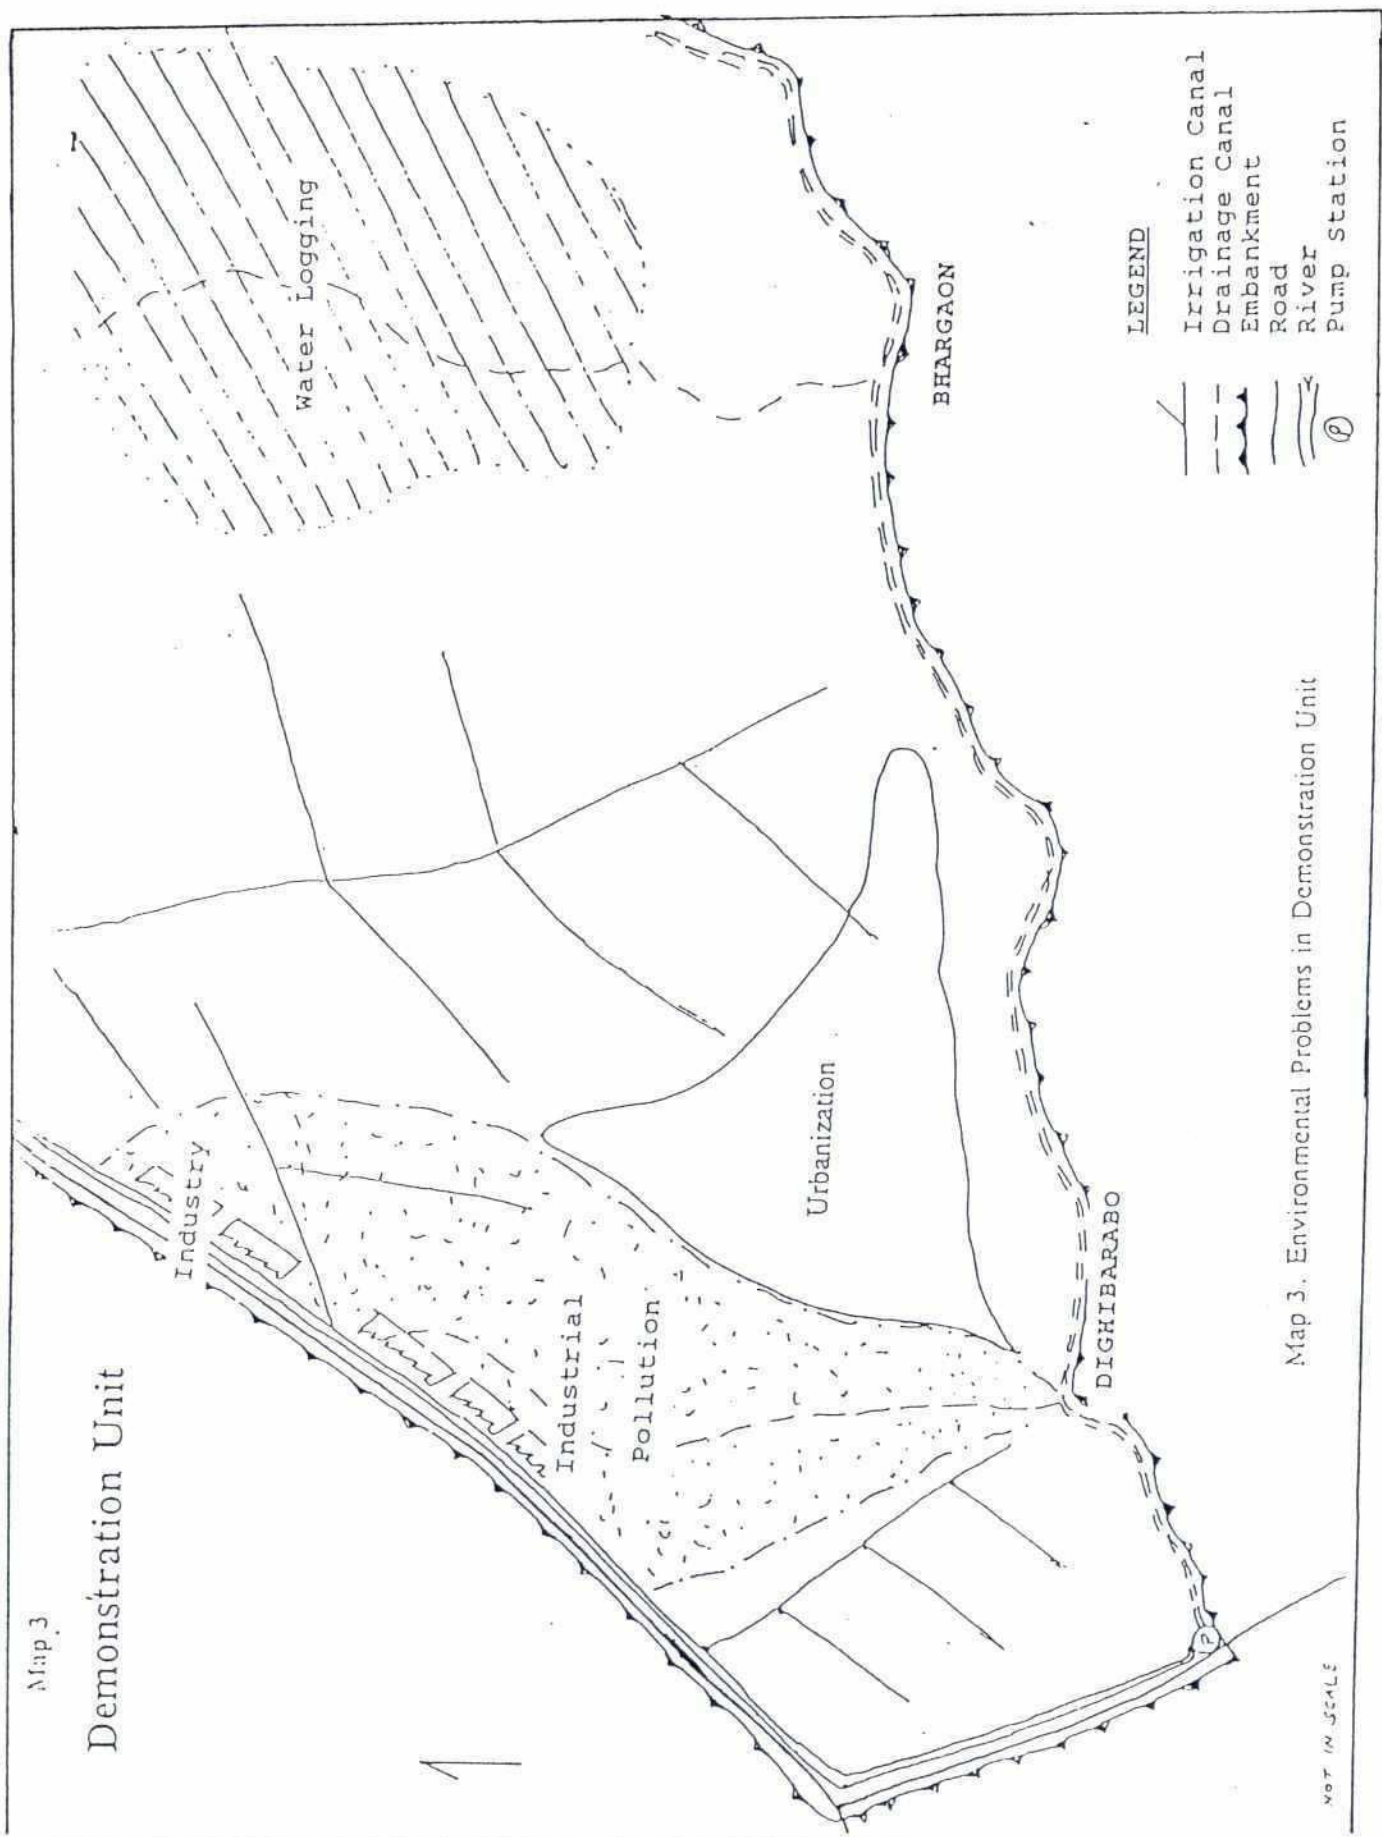 Map 3
Demonstration Unit
Industry
Water Logging
Industrial
Pollution
Urbanization
BHARGAON
DIGHIBARABO
P
LEGEND
Irrigation Canal
Drainage Canal
Embankment
Road
River
P Pump Station
Map 3. Environmental Problems in Demonstration Unit
NOT IN SCALE